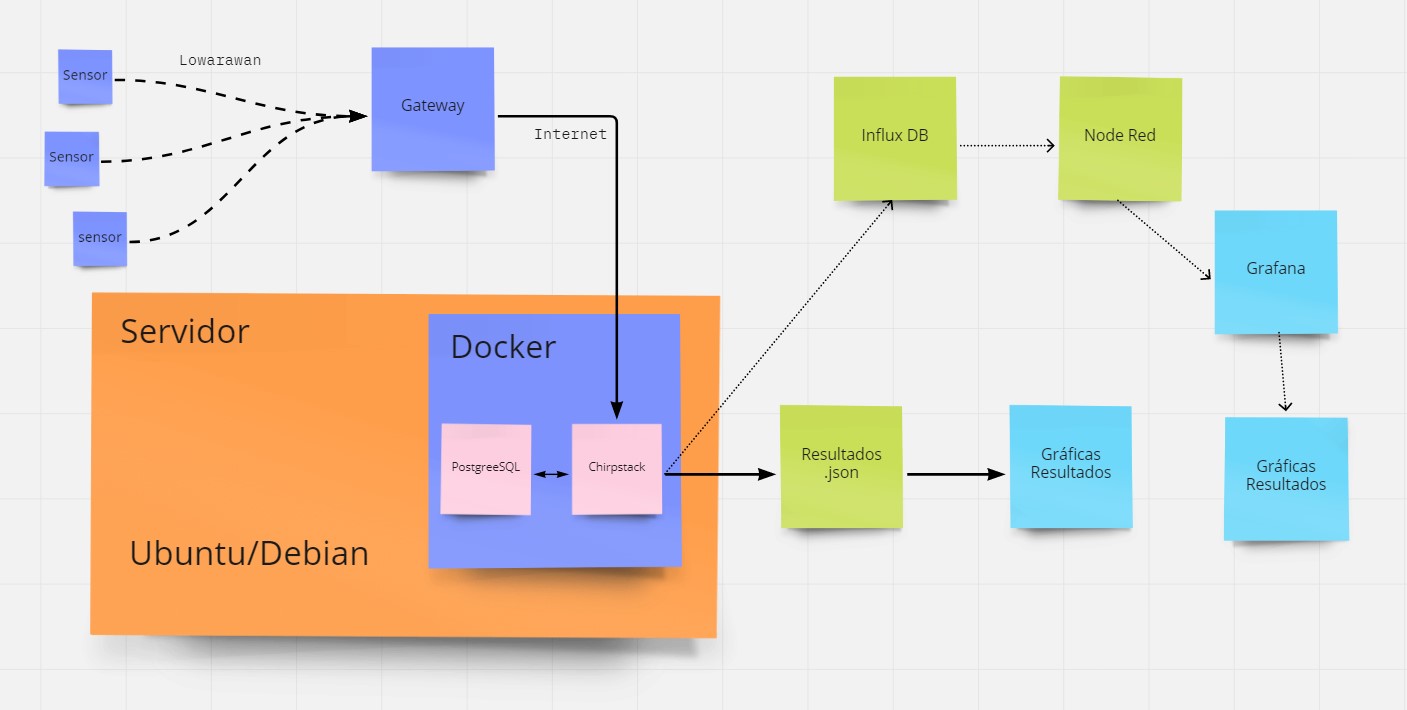 Sensor
Lowarawan
Gateway
Internet
Sensor
sensor
Influx DB
Node Red
Grafana
Servidor
Docker
PostgreeSQL
Chirpstack
Resultados
.json
Gráficas
Resultados
Gráficas
Resultados
Ubuntu/Debian